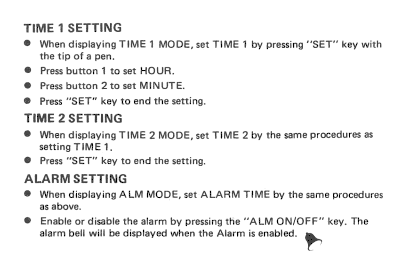 TIME 1 SETTING
● When displaying TIME 1 MODE, set TIME 1 by pressing "SET" key with
the tip of a pen.
● Press button 1 to set HOUR.
● Press button 2 to set MINUTE.
● Press "SET" key to end the setting.
TIME 2 SETTING
● When displaying TIME 2 MODE, set TIME 2 by the same procedures as
setting TIME 1.
● Press "SET" key to end the setting.
ALARM SETTING
● When displaying ALM MODE, set ALARM TIME by the same procedures
as above.
● Enable or disable the alarm by pressing the "ALM ON/OFF" key. The
alarm bell will be displayed when the Alarm is enabled.